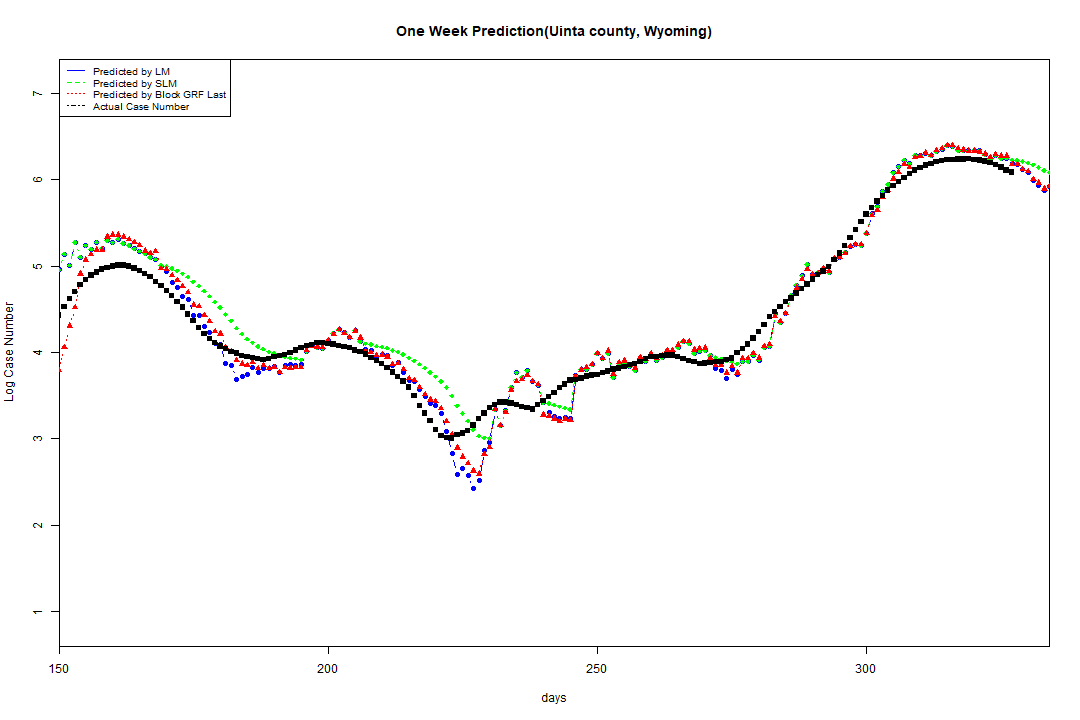 One Week Prediction(Uinta county, Wyoming)
Predicted by LM
Predicted by SLM
Predicted by Block GRF Last
Actual Case Number
7
6
5
4
3
2
1
Log Case Number
150 200 250 300
days